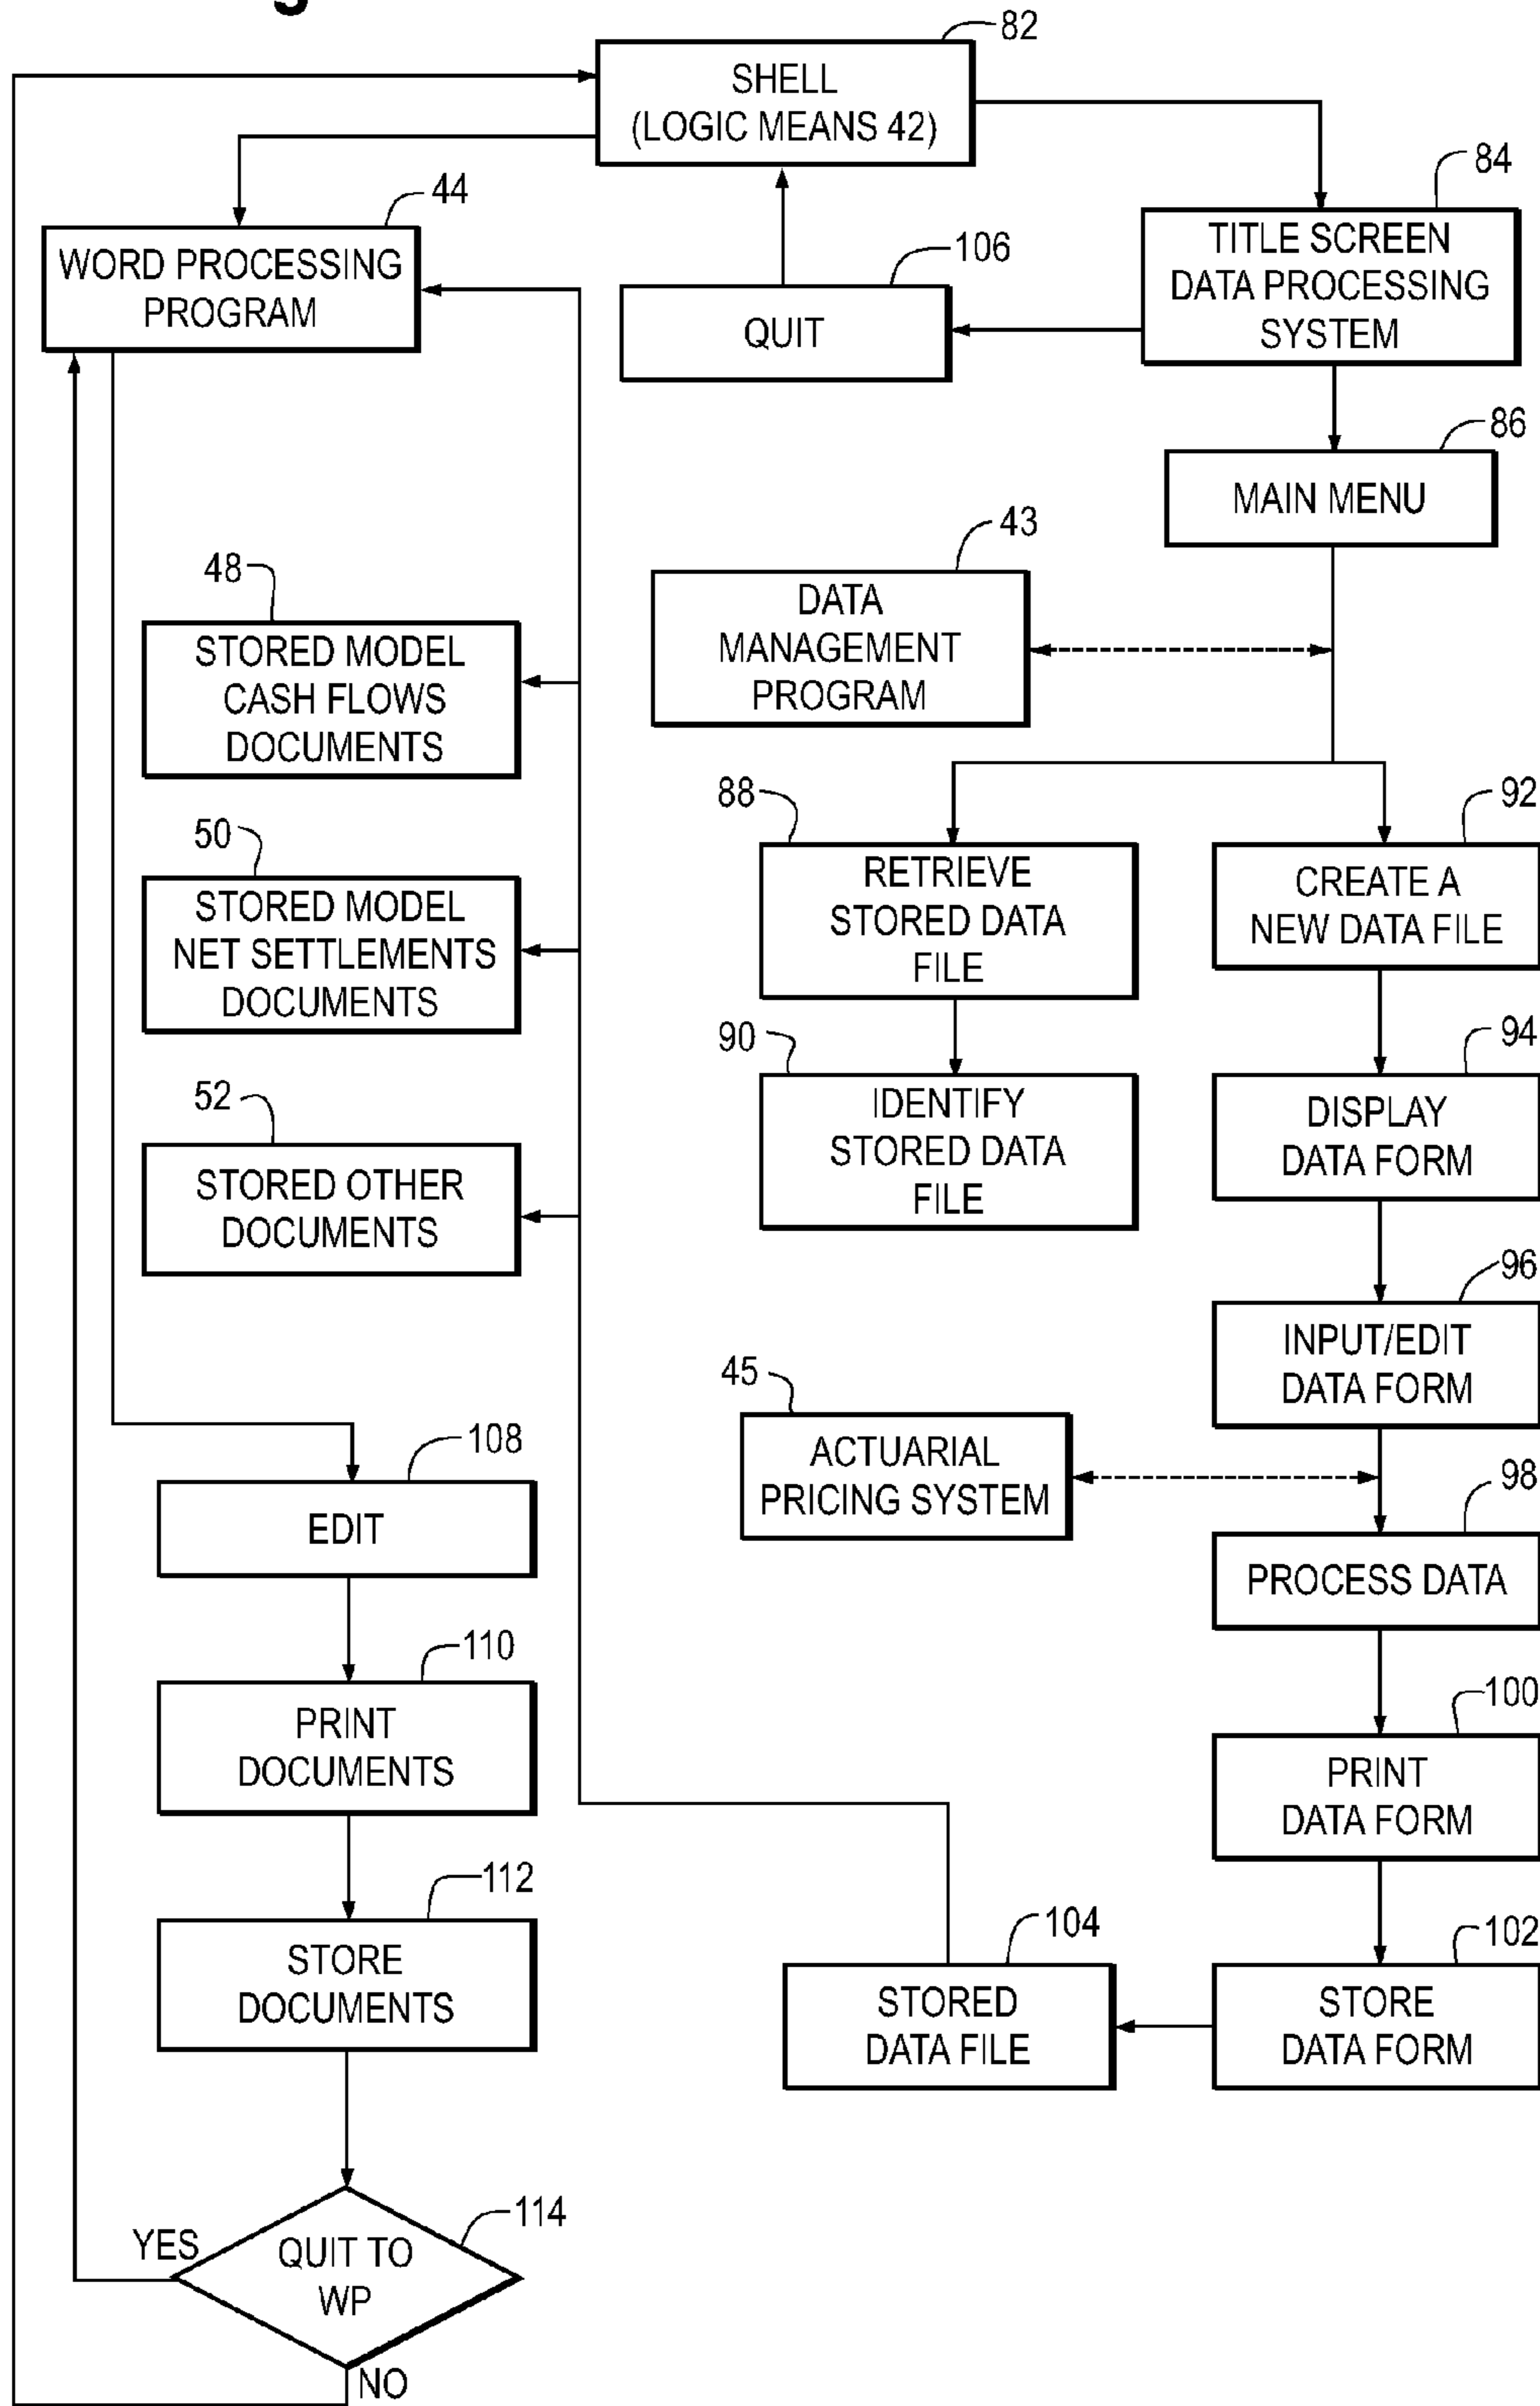 82
SHELL
(LOGIC MEANS 42)
84
TITLE SCREEN
DATA PROCESSING
SYSTEM
44
WORD PROCESSING
PROGRAM
106
QUIT
86
MAIN MENU
43
DATA
MANAGEMENT
PROGRAM
48
STORED MODEL
CASH FLOWS
DOCUMENTS
88
RETRIEVE
STORED DATA
FILE
92
CREATE A
NEW DATA FILE
50
STORED MODEL
NET SETTLEMENTS
DOCUMENTS
90
IDENTIFY
STORED DATA
FILE
94
DISPLAY
DATA FORM
52
STORED OTHER
DOCUMENTS
96
INPUT/EDIT
DATA FORM
45
ACTUARIAL
PRICING SYSTEM
98
PROCESS DATA
108
EDIT
110
PRINT
DOCUMENTS
100
PRINT
DATA FORM
112
STORE
DOCUMENTS
104
STORED
DATA FILE
102
STORE
DATA FORM
114
YES
QUIT TO
WP
NO